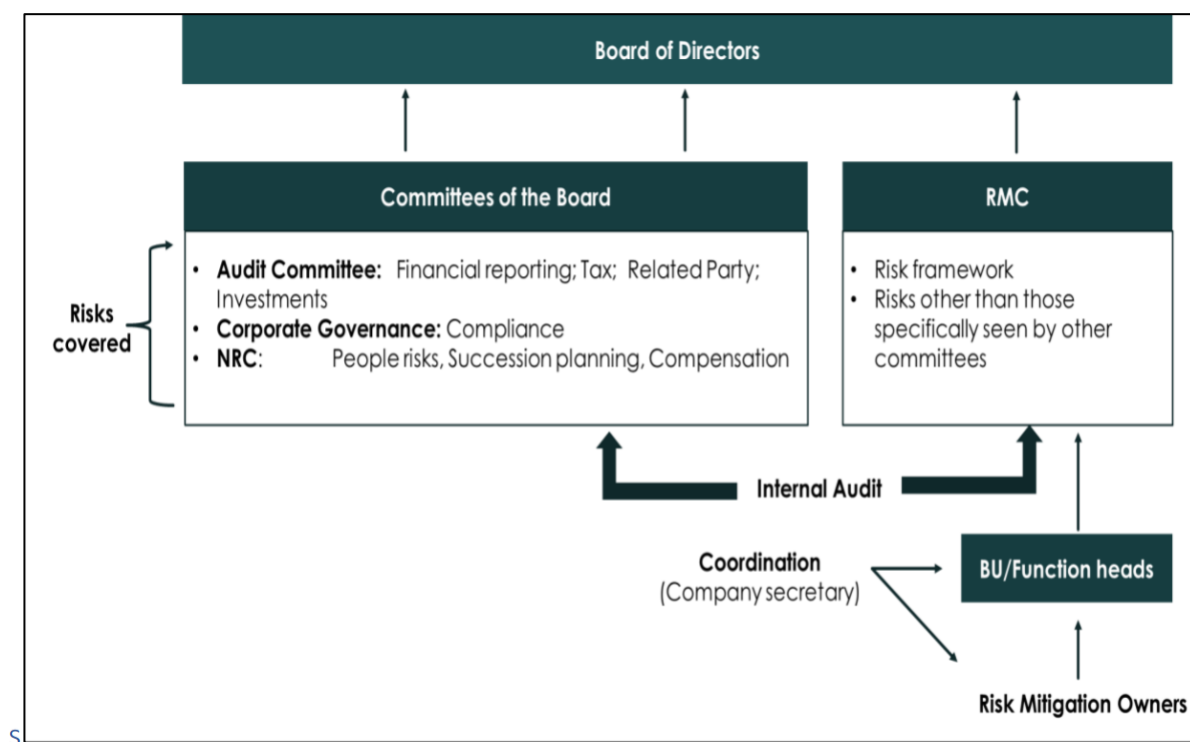 Board of Directors
Committees of the Board
RMC
Risks
covered
• Audit Committee: Financial reporting; Tax; Related Party;
Investments
• Corporate Governance: Compliance
• NRC: People risks, Succession planning, Compensation
• Risk framework
• Risks other than those
specifically seen by other
committees
Internal Audit
Coordination
(Company secretary)
BU/Function heads
Risk Mitigation Owners
S